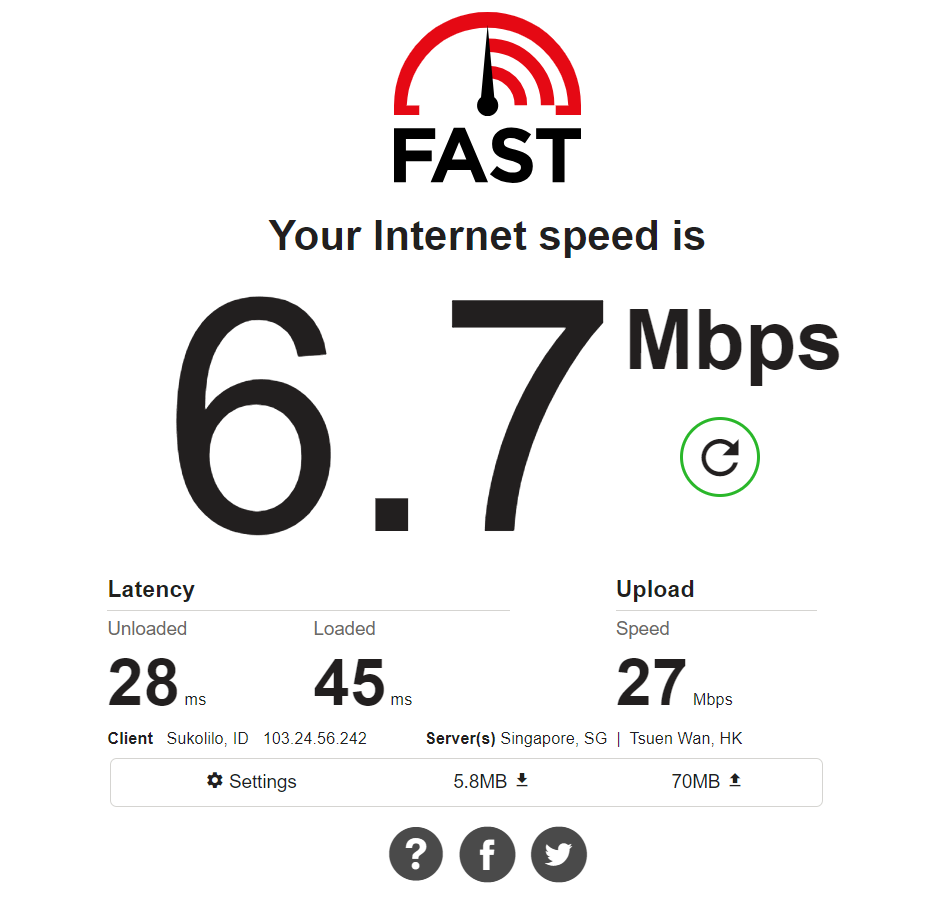 FAST
Your Internet speed is
6.7 Mbps
Latency Upload
Unloaded Loaded Speed
28 ms 45 ms 27 Mbps
Client Sukolilo, ID 103.24.56.242 Server(s) Singapore, SG | Tsuen Wan, HK
Settings 5.8MB 70MB